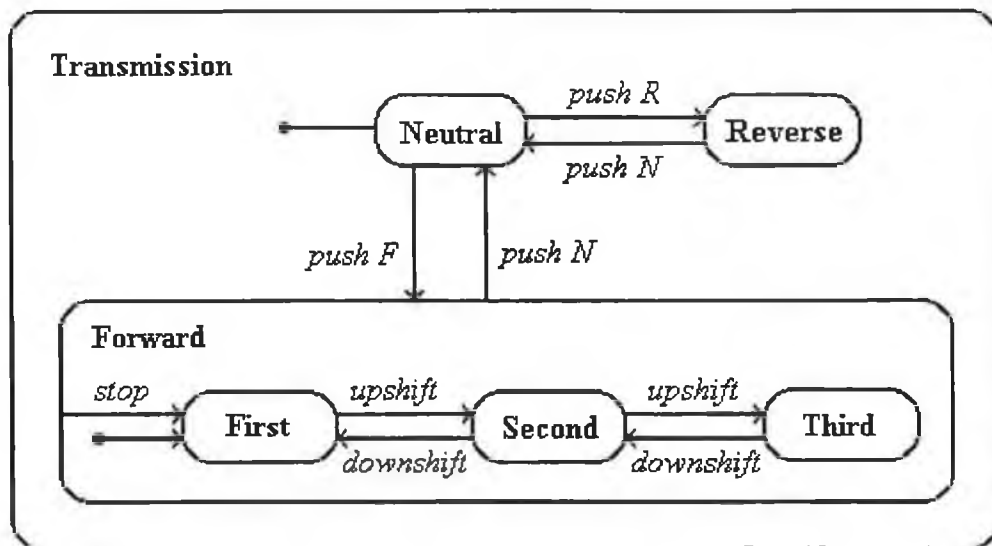 Transmission
push R
Neutral
Reverse
push N
push F
push N
Forward
stop
upshift
upshift
First
Second
Third
downshift
downshift